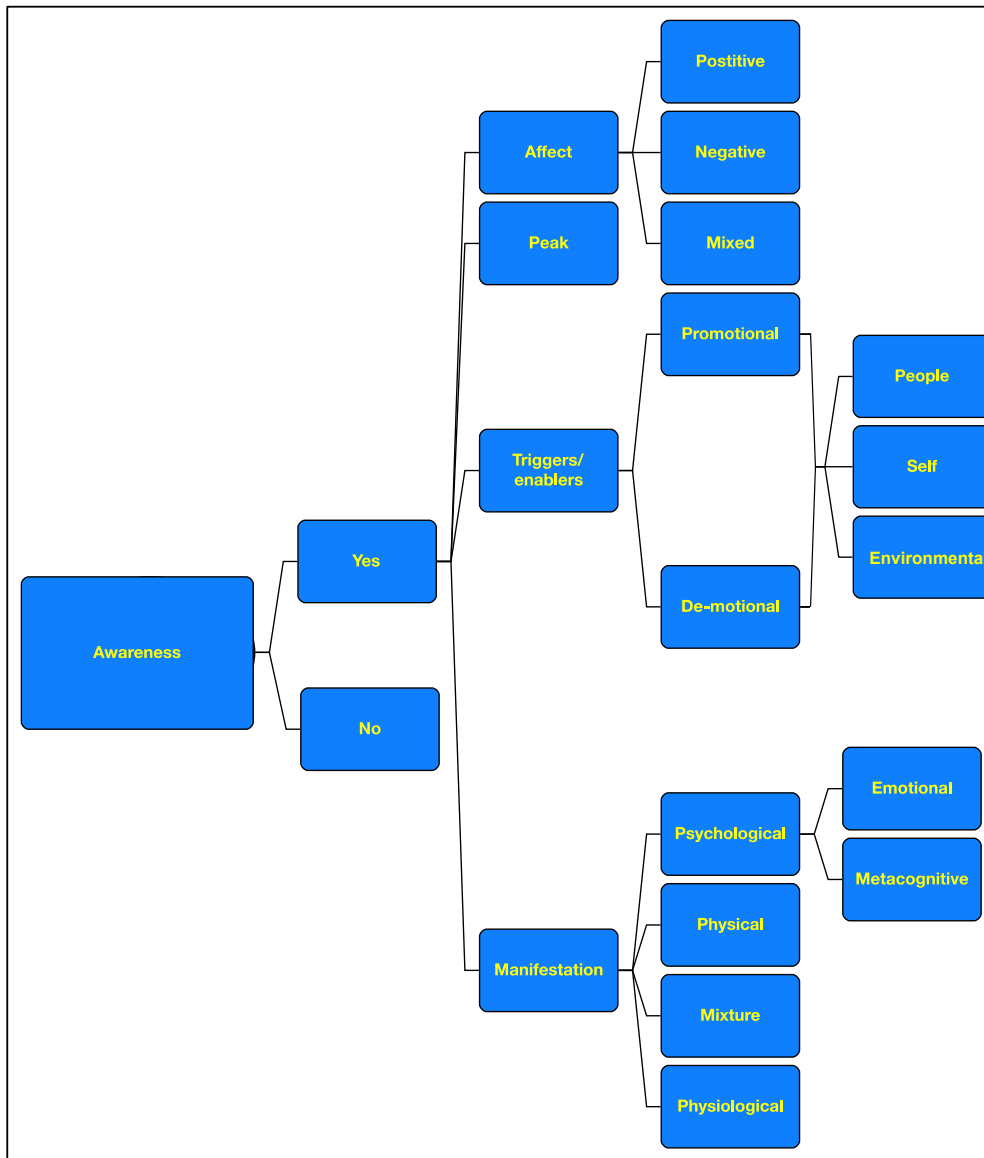 Postitive
Affect
Negative
Peak
Mixed
Promotional
People
Triggers/
enablers
Self
Yes
Environmenta
De-motional
Awareness
No
Emotional
Psychological
Metacognitive
Physical
Manifestation
Mixture
Physiological